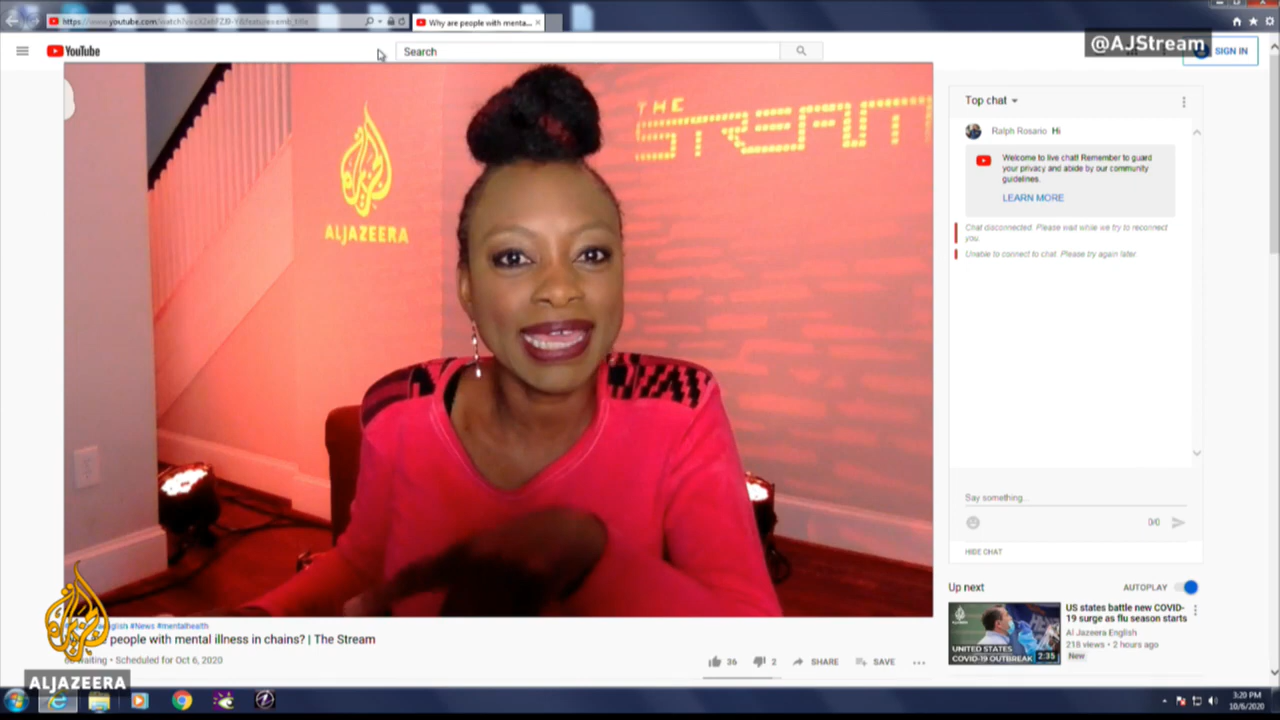 Why are people with menta...
@AJStream
YouTube
Search
SIGN IN
ALJAZEERA
THE
STREAM
Top chat
Ralph Rosario Hi
Welcome to live chat! Remember to guard
your privacy and abide by our community
guidelines.
LEARN MORE
Chat disconnected. Please wait while we try to reconnect
you.
Unable to connect to chat. Please try again later.
Say something...
0/0
HIDE CHAT
Up next
AUTOPLAY
US states battle new COVID-
19 surge as flu season starts
Al Jazeera English
218 views • 2 hours ago
New
UNITED STATES
COVID-19 OUTBREAK
2:35
#News #mentalhealth
people with mental illness in chains? | The Stream
waiting • Scheduled for Oct 6, 2020
36
2
SHARE
SAVE
ALJAZEERA
3:20 PM
10/6/2020